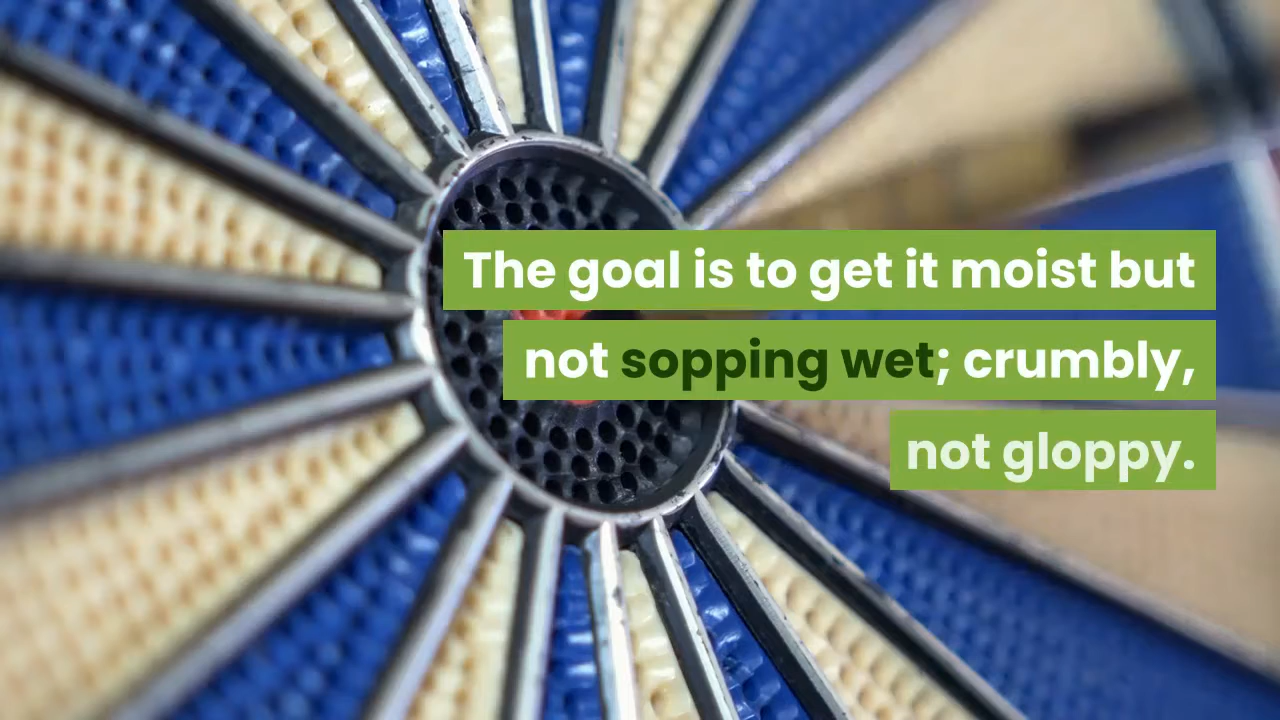 The goal is to get it moist but
not sopping wet; crumbly,
not gloppy.